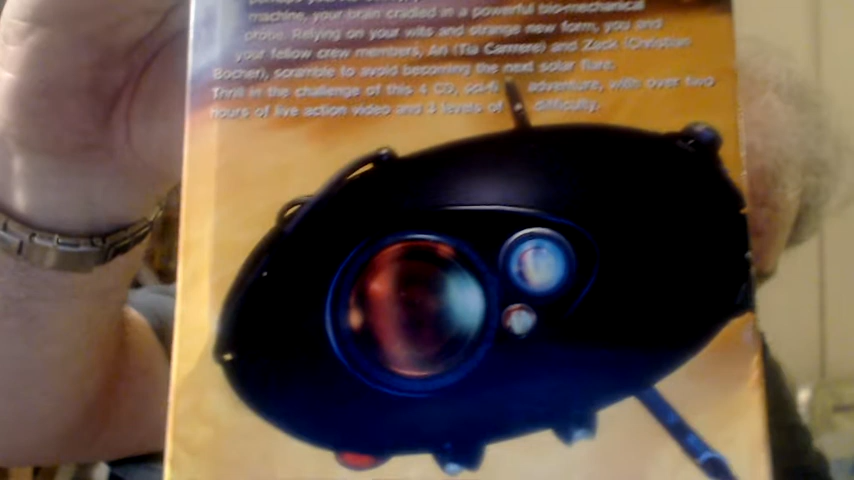 machine, your brain cradled in a powerful bio-mechanical
probe. Relying on your wits and strange new form, you and
your fellow crew members, Ari (Tia Carrere) and Zack (Christian
Bocher), scramble to avoid becoming the next solar flare.
Thrill in the challenge of this 4 CD, sci-fi adventure, with over two
hours of live action video and 3 levels of difficulty.